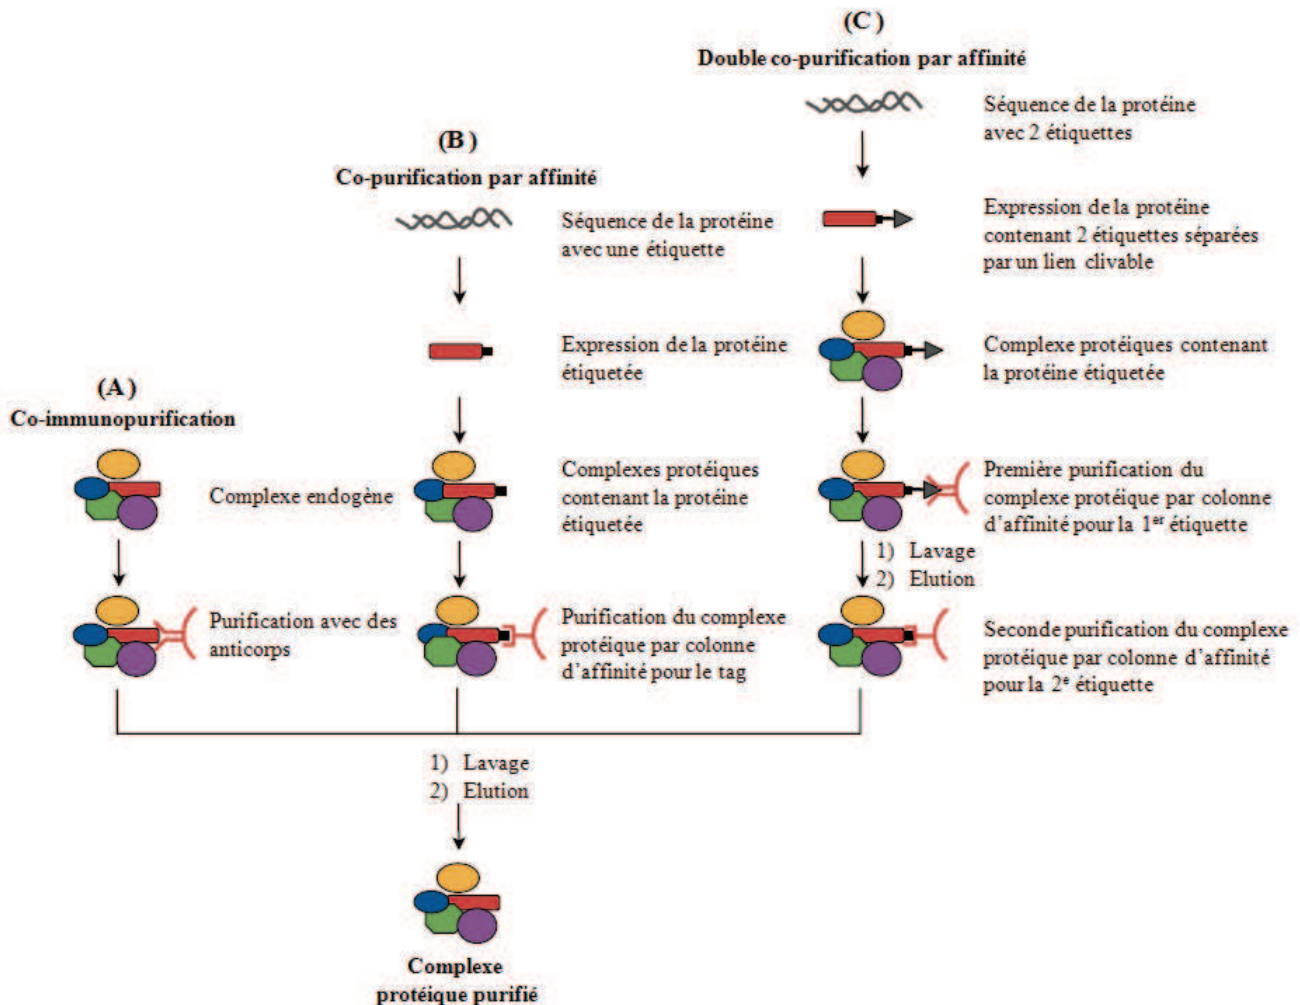 (A)
Co-immunopurification
Complexe endogène
Purification avec des
anticorps
(B)
Co-purification par affinité
Séquence de la protéine
avec une étiquette
Expression de la protéine
étiquetée
Complexes protéiques
contenant la protéine
étiquetée
Purification du complexe
protéique par colonne
d'affinité pour le tag
(C)
Double co-purification par affinité
Séquence de la protéine
avec 2 étiquettes
Expression de la protéine
contenant 2 étiquettes séparées
par un lien clivable
Complexe protéiques contenant
la protéine étiquetée
Première purification du
complexe protéique par colonne
d'affinité pour la 1er étiquette
1) Lavage
2) Elution
Seconde purification du complexe
protéique par colonne d'affinité
pour la 2e étiquette
1) Lavage
2) Elution
Complexe
protéique purifié